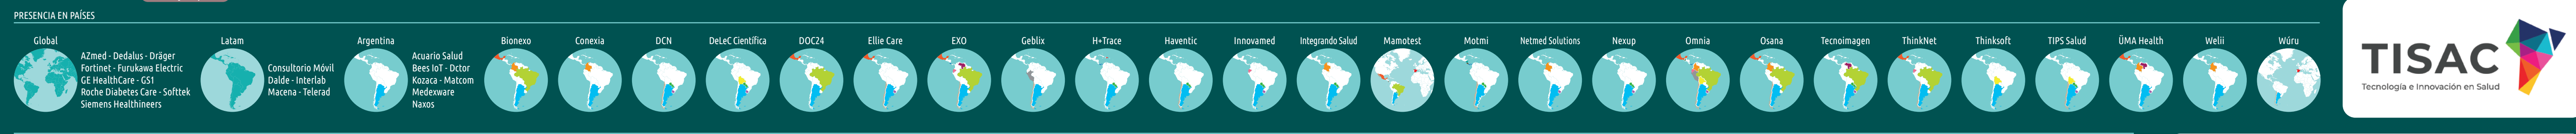 PRESENCIA EN PAÍSES
Global
AZmed - Dedalus - Dräger
Fortinet - Furukawa Electric
GE HealthCare - GS1
Roche Diabetes Care - Softtek
Siemens Healthineers
Latam
Consultorio Móvil
Dalde - Interlab
Macena - Telerad
Argentina
Acuario Salud
Bees IoT - Dctor
Kozaca - Matcom
Medexware
Naxos
Bionexo
Conexia
DCN
DeLeC Científica
DOC24
Ellie Care
EXO
Geblix
H+Trace
Haventic
Innovamed
Integrando Salud
Mamotest
Motmi
Netmed Solutions
Nexup
Omnia
Osana
Tecnoimagen
ThinkNet
Thinksoft
TIPS Salud
ÜMA Health
Welii
Wúru
TISAC
Tecnología e Innovación en Salud